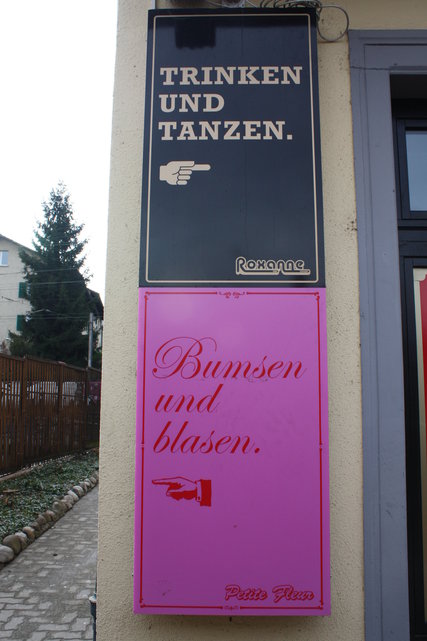 TRINKEN
UND
TANZEN.
Roxanne
Bumsen
und
blasen.
Petite Fleur